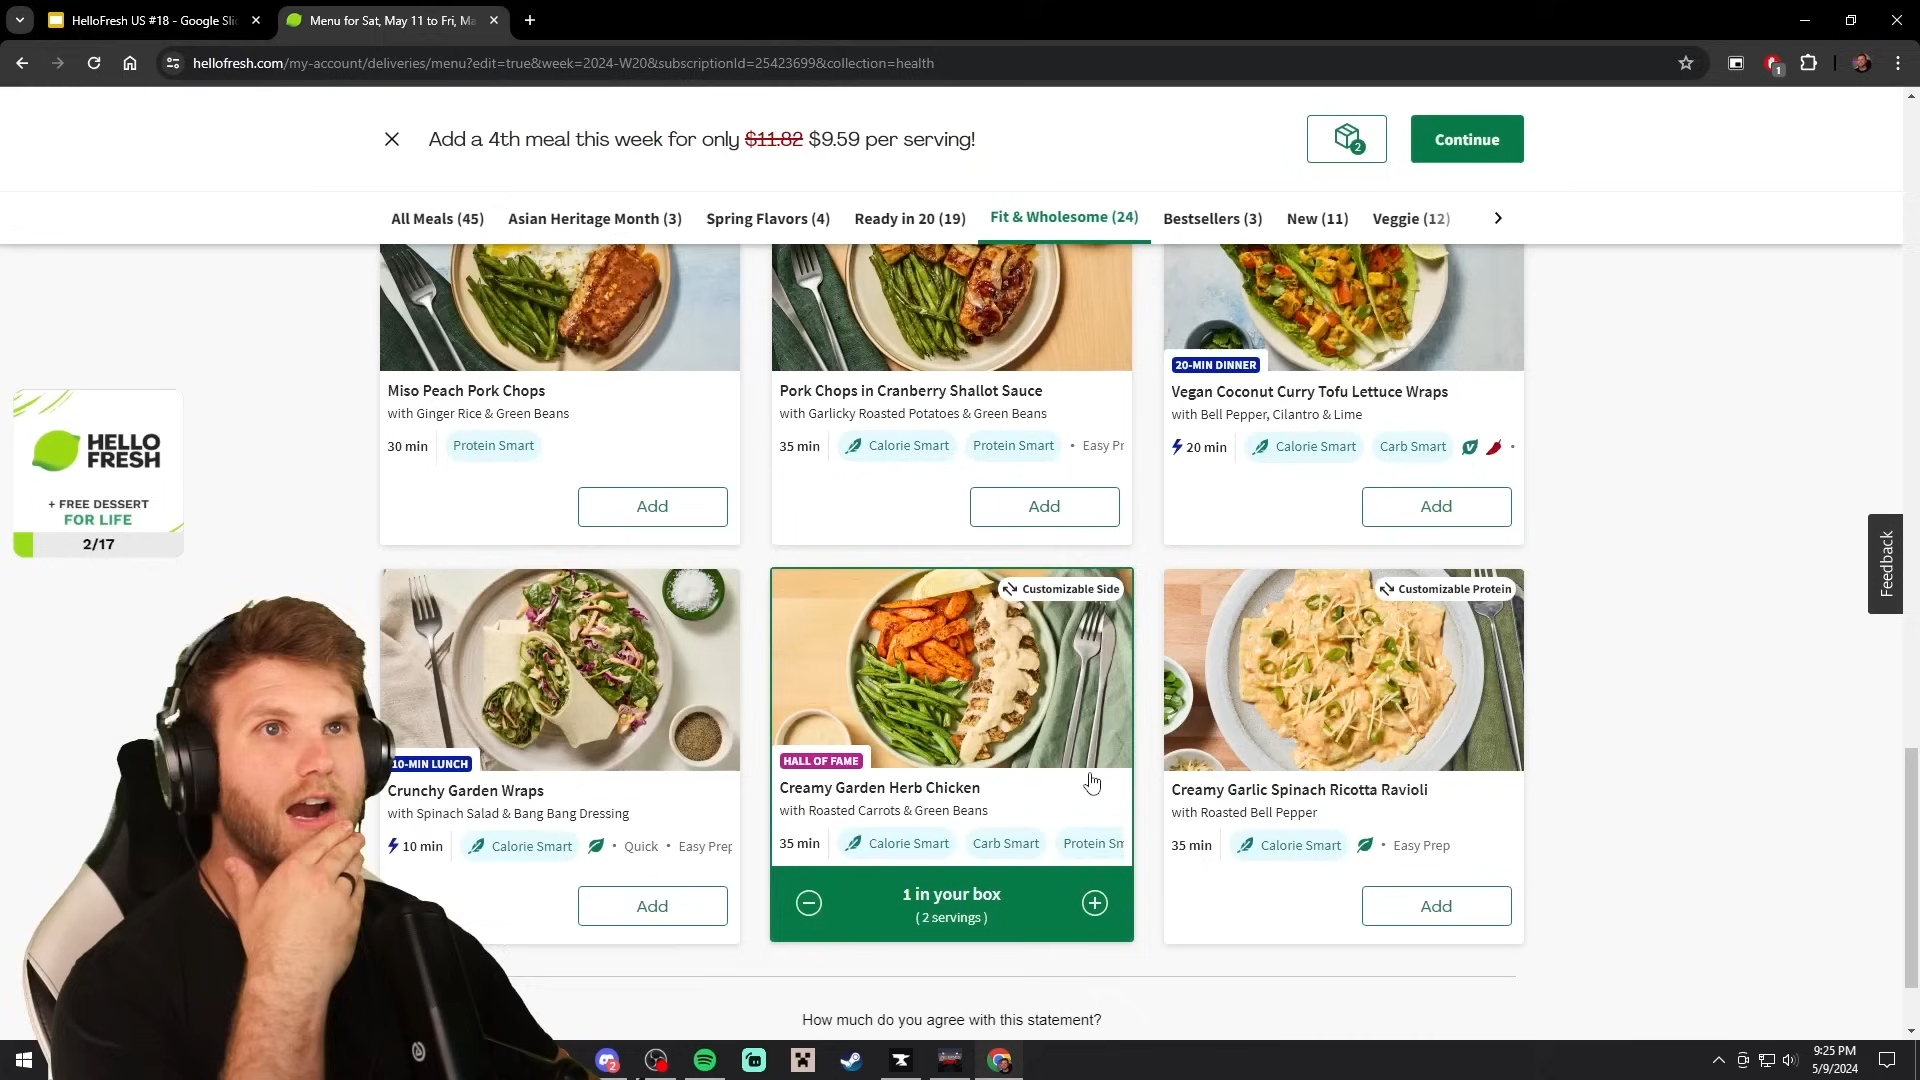 HelloFresh US #18 - Google Sli
Menu for Sat, May 11 to Fri, Ma
hellofresh.com/my-account/deliveries/menu?edit=true&week=2024-W20&subscriptionId=25423699&collection=health
1
Add a 4th meal this week for only $11.82 $9.59 per serving!
2
Continue
All Meals (45) Asian Heritage Month (3) Spring Flavors (4) Ready in 20 (19) Fit & Wholesome (24) Bestsellers (3) New (11) Veggie (12)
Miso Peach Pork Chops
with Ginger Rice & Green Beans
30 min Protein Smart
Add
Pork Chops in Cranberry Shallot Sauce
with Garlicky Roasted Potatoes & Green Beans
35 min Calorie Smart Protein Smart • Easy Pr
Add
20-MIN DINNER
Vegan Coconut Curry Tofu Lettuce Wraps
with Bell Pepper, Cilantro & Lime
20 min Calorie Smart Carb Smart •
Add
HELLO
FRESH
+ FREE DESSERT
FOR LIFE
2/17
Feedback
10-MIN LUNCH
Crunchy Garden Wraps
with Spinach Salad & Bang Bang Dressing
10 min Calorie Smart • Quick • Easy Prep
Add
Customizable Side
HALL OF FAME
Creamy Garden Herb Chicken
with Roasted Carrots & Green Beans
35 min Calorie Smart Carb Smart Protein Sm
1 in your box
( 2 servings )
Customizable Protein
Creamy Garlic Spinach Ricotta Ravioli
with Roasted Bell Pepper
35 min Calorie Smart • Easy Prep
Add
How much do you agree with this statement?
2
9:25 PM
5/9/2024